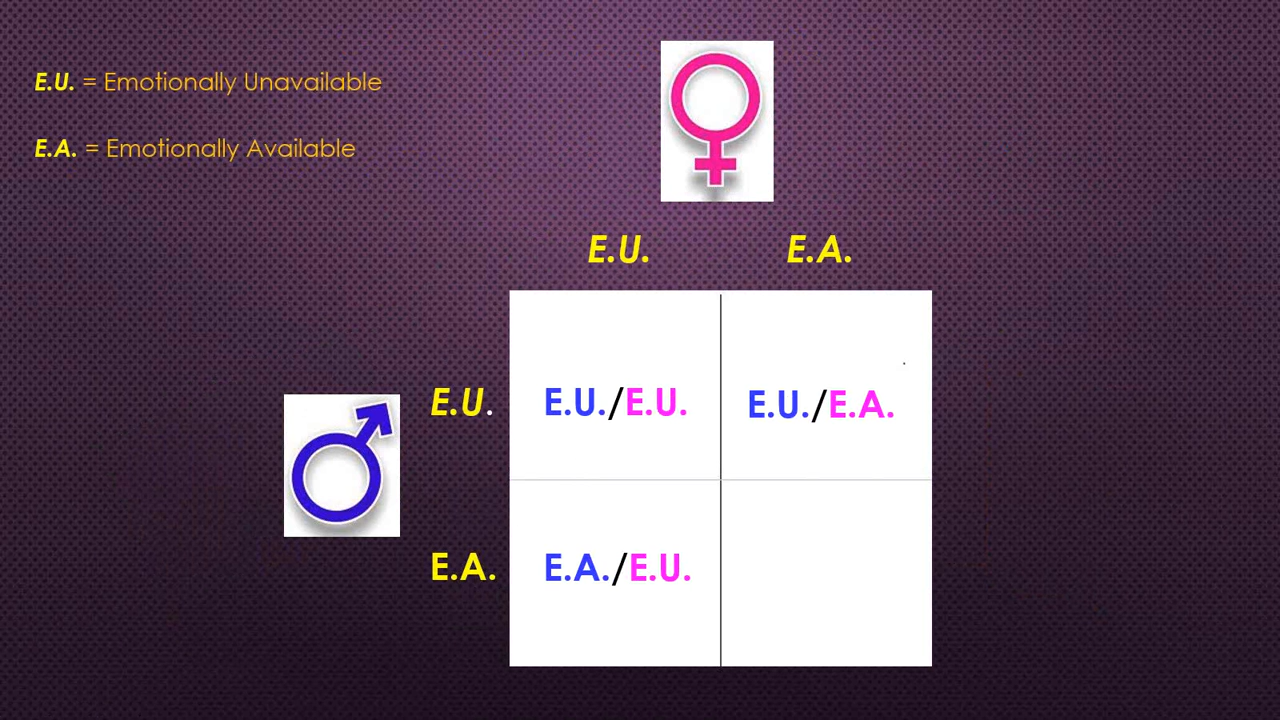 E.U. = Emotionally Unavailable
E.A. = Emotionally Available
E.U. E.A.
E.U. E.U./E.U. E.U./E.A.
E.A. E.A./E.U.